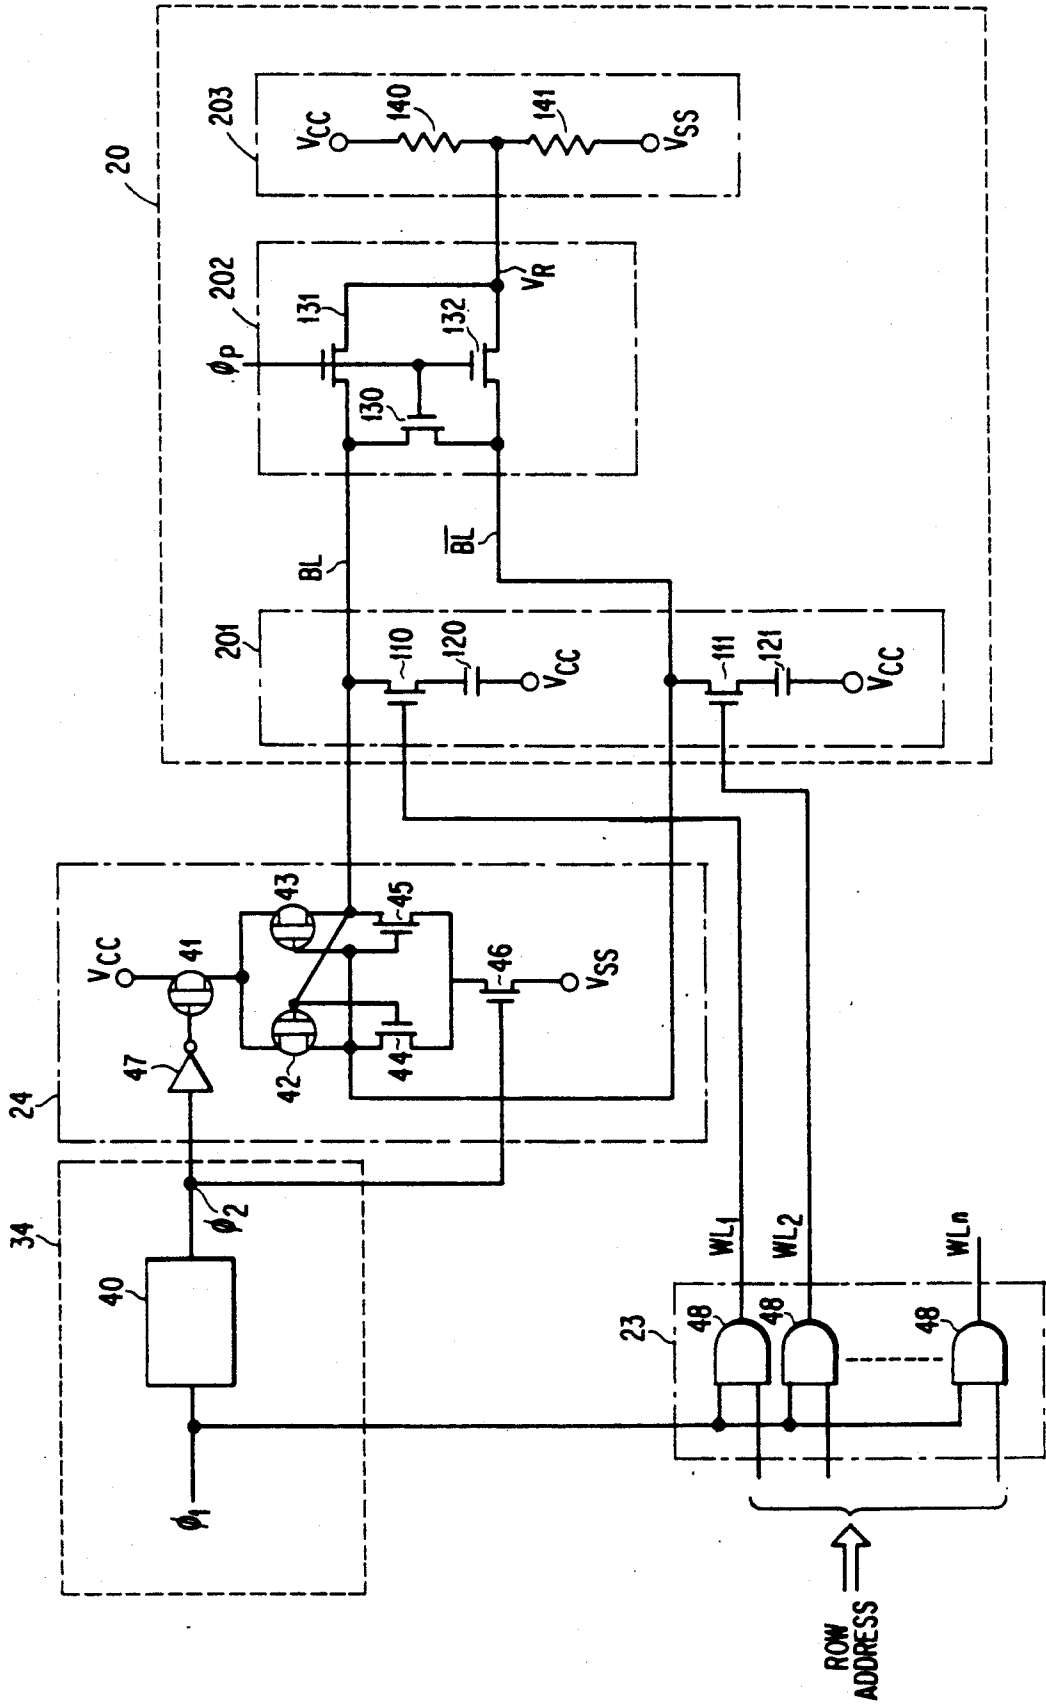 34
40
ϕ1
ϕ2
24
47
VCC
41
42
43
44
45
46
VSS
20
201
BL
110
120
VCC
B̅L̅
111
121
VCC
202
ϕP
131
130
132
VR
203
VCC
140
141
VSS
23
48
WL1
48
WL2
48
WLn
ROW
ADDRESS